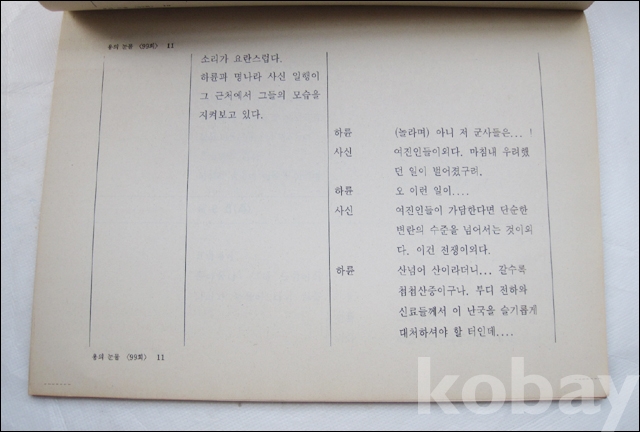 용의 눈물 〈99회〉 11
소리가 요란스럽다.
하륜과 명나라 사신 일행이
그 근처에서 그들의 모습을
지켜보고 있다.
하륜 (놀라며) 아니 저 군사들은... !
사신 여진인들이외다. 마침내 우려했
던 일이 벌어졌구려.
하륜 오 이런 일이....
사신 여진인들이 가담한다면 단순한
변란의 수준을 넘어서는 것이외
다. 이건 전쟁이외다.
하륜 산넘어 산이라더니... 갈수록
첩첩산중이구나. 부디 전하와
신료들께서 이 난국을 슬기롭게
대처하셔야 할 터인데....
용의 눈물 〈99회〉 11
kobay